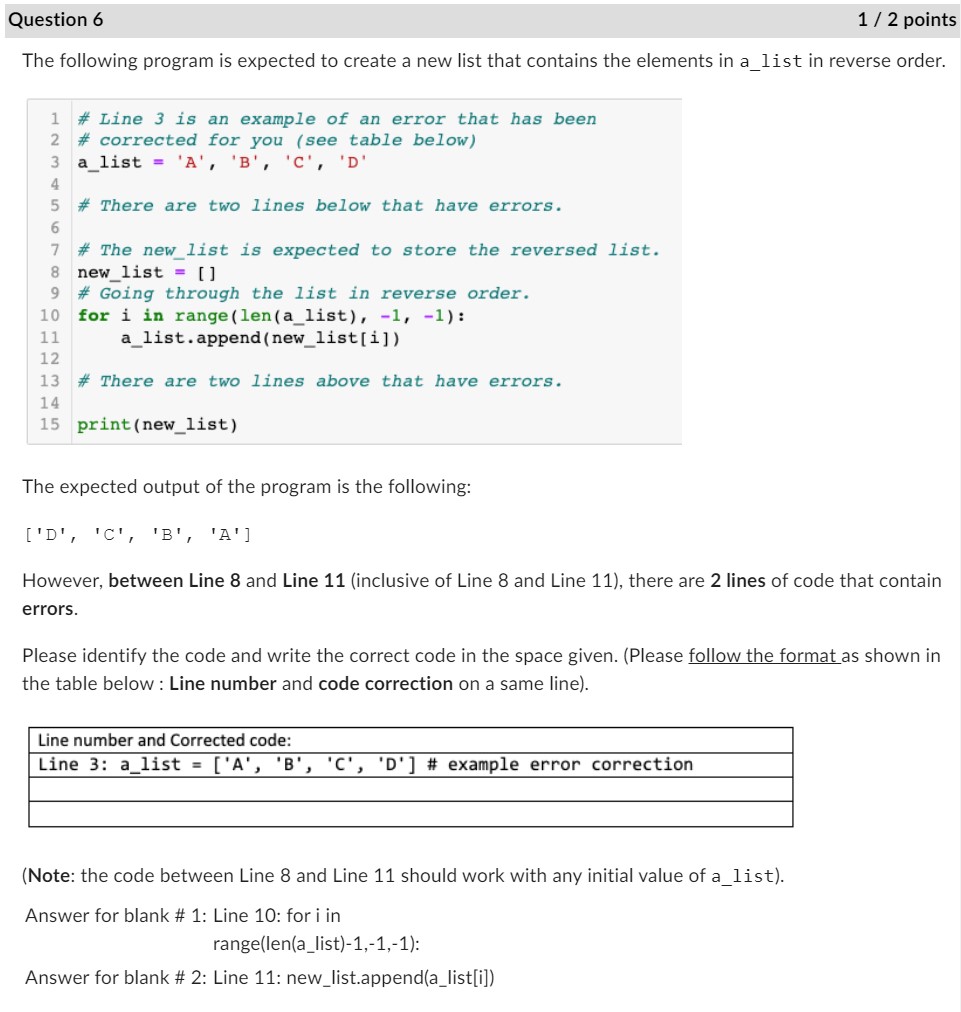 Question 6 1 / 2 points
The following program is expected to create a new list that contains the elements in a_list in reverse order.
1 # Line 3 is an example of an error that has been
2 # corrected for you (see table below)
3 a_list = 'A', 'B', 'C', 'D'
4
5 # There are two lines below that have errors.
6
7 # The new_list is expected to store the reversed list.
8 new_list = []
9 # Going through the list in reverse order.
10 for i in range(len(a_list), -1, -1):
11     a_list.append(new_list[i])
12
13 # There are two lines above that have errors.
14
15 print(new_list)
The expected output of the program is the following:
['D', 'C', 'B', 'A']
However, between Line 8 and Line 11 (inclusive of Line 8 and Line 11), there are 2 lines of code that contain
errors.
Please identify the code and write the correct code in the space given. (Please follow the format as shown in
the table below : Line number and code correction on a same line).
Line number and Corrected code:
Line 3: a_list = ['A', 'B', 'C', 'D'] # example error correction
(Note: the code between Line 8 and Line 11 should work with any initial value of a_list).
Answer for blank # 1: Line 10: for i in
range(len(a_list)-1,-1,-1):
Answer for blank # 2: Line 11: new_list.append(a_list[i])